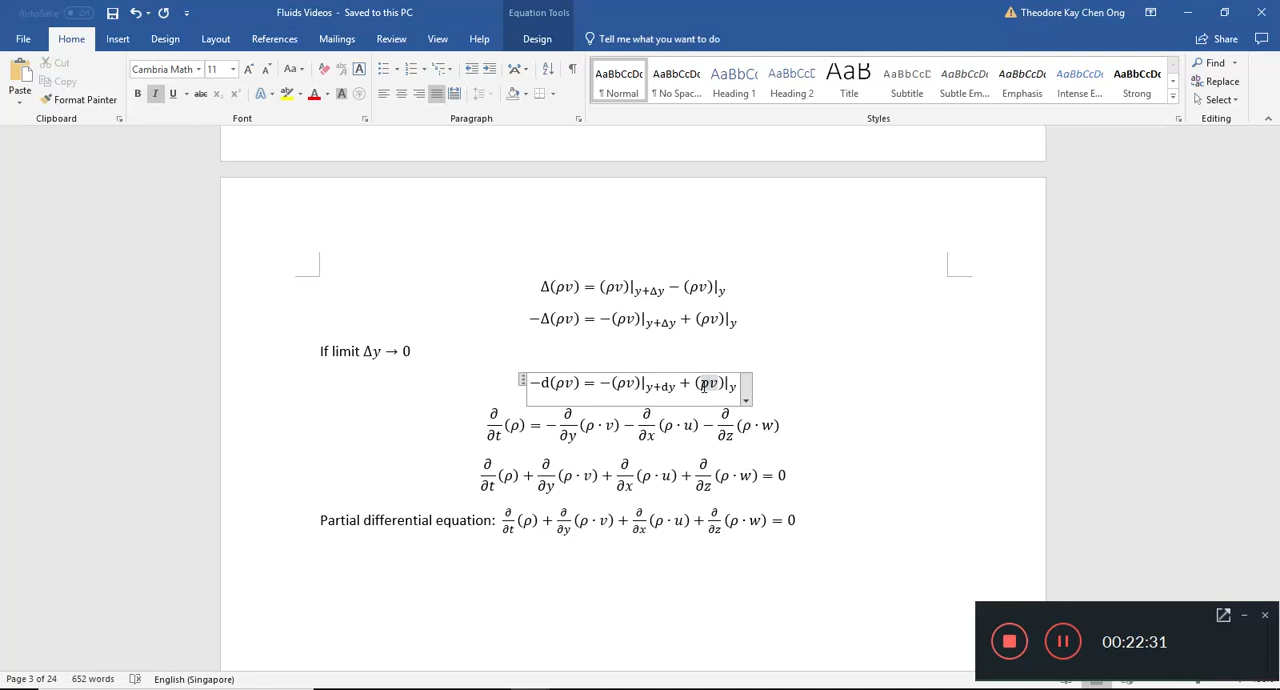 AutoSave Off Fluids Videos - Saved to this PC Equation Tools Theodore Kay Chen Ong
File Home Insert Design Layout References Mailings Review View Help Design Tell me what you want to do Share
Paste Cut Copy Format Painter
Cambria Math 11
AaBbCcDc AaBbCcDc AaBbC AaBbCcC AaB AaBbCcD AaBbCcDc AaBbCcDc AaBbCcDc AaBbCcDc
¶ Normal ¶ No Spac... Heading 1 Heading 2 Title Subtitle Subtle Em... Emphasis Intense E... Strong
Find
Replace
Select
Clipboard Font Paragraph Styles Editing
Δ(ρv) = (ρv)|y+Δy − (ρv)|y
−Δ(ρv) = −(ρv)|y+Δy + (ρv)|y
If limit Δy → 0
−d(ρv) = −(ρv)|y+dy + (ρv)|y
∂/∂t (ρ) = − ∂/∂y (ρ · v) − ∂/∂x (ρ · u) − ∂/∂z (ρ · w)
∂/∂t (ρ) + ∂/∂y (ρ · v) + ∂/∂x (ρ · u) + ∂/∂z (ρ · w) = 0
Partial differential equation: ∂/∂t (ρ) + ∂/∂y (ρ · v) + ∂/∂x (ρ · u) + ∂/∂z (ρ · w) = 0
00:22:31
Page 3 of 24 652 words English (Singapore)